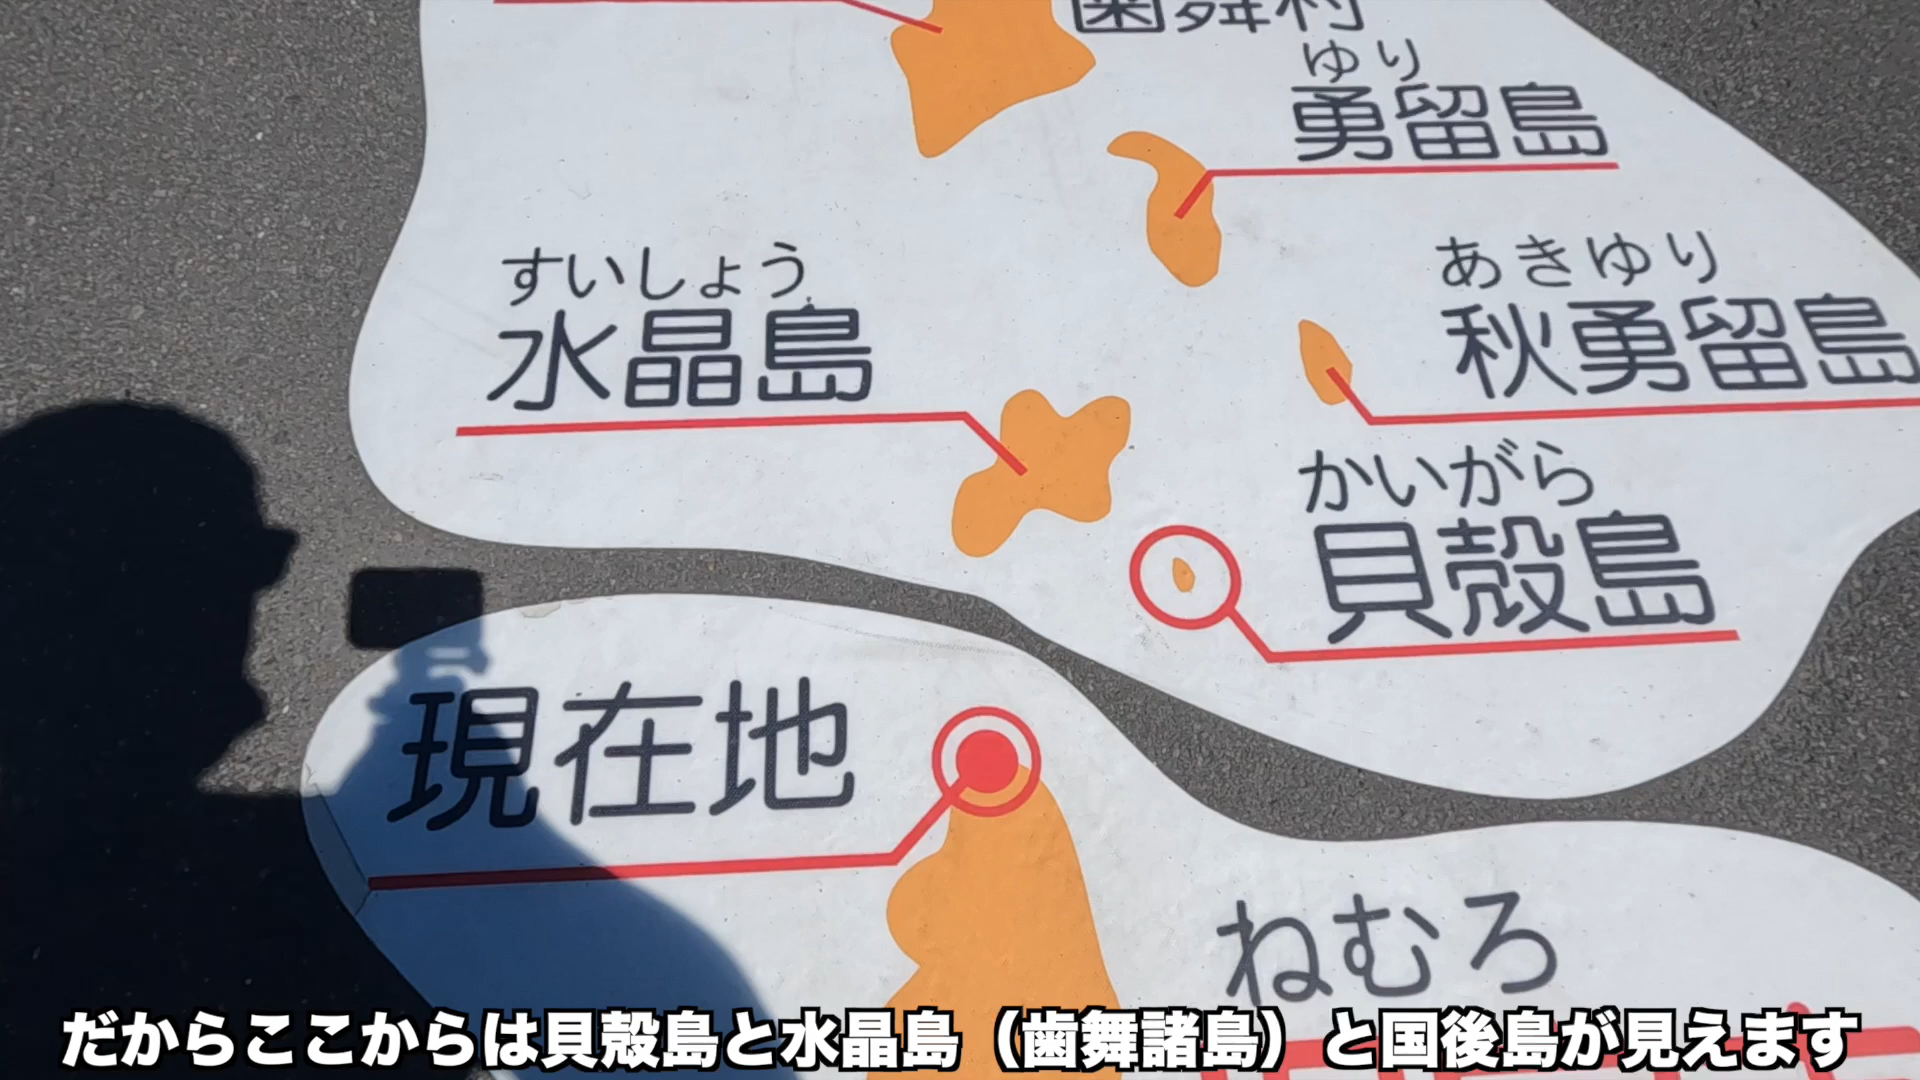 歯舞村
ゆり
勇留島
すいしょう
水晶島
あきゆり
秋勇留島
かいがら
貝殻島
現在地
ねむろ
だからここからは貝殻島と水晶島（歯舞諸島）と国後島が見えます